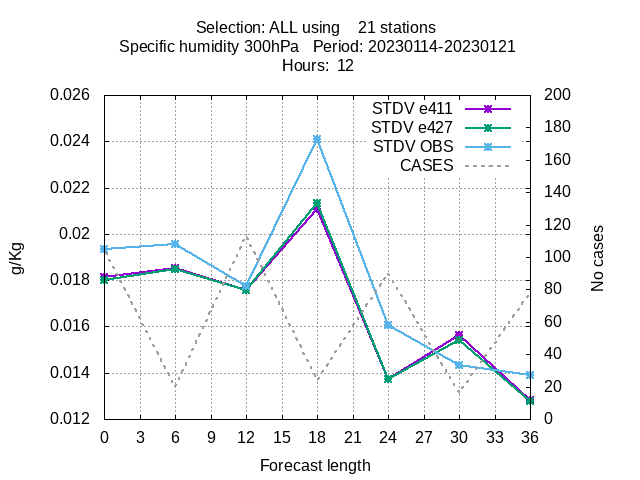 Selection: ALL using    21 stations
Specific humidity 300hPa   Period: 20230114-20230121
Hours:  12
STDV e411
STDV e427
STDV OBS
CASES
0.026
0.024
0.022
0.02
0.018
0.016
0.014
0.012
g/Kg
200
180
160
140
120
100
80
60
40
20
0
No cases
0 3 6 9 12 15 18 21 24 27 30 33 36
Forecast length